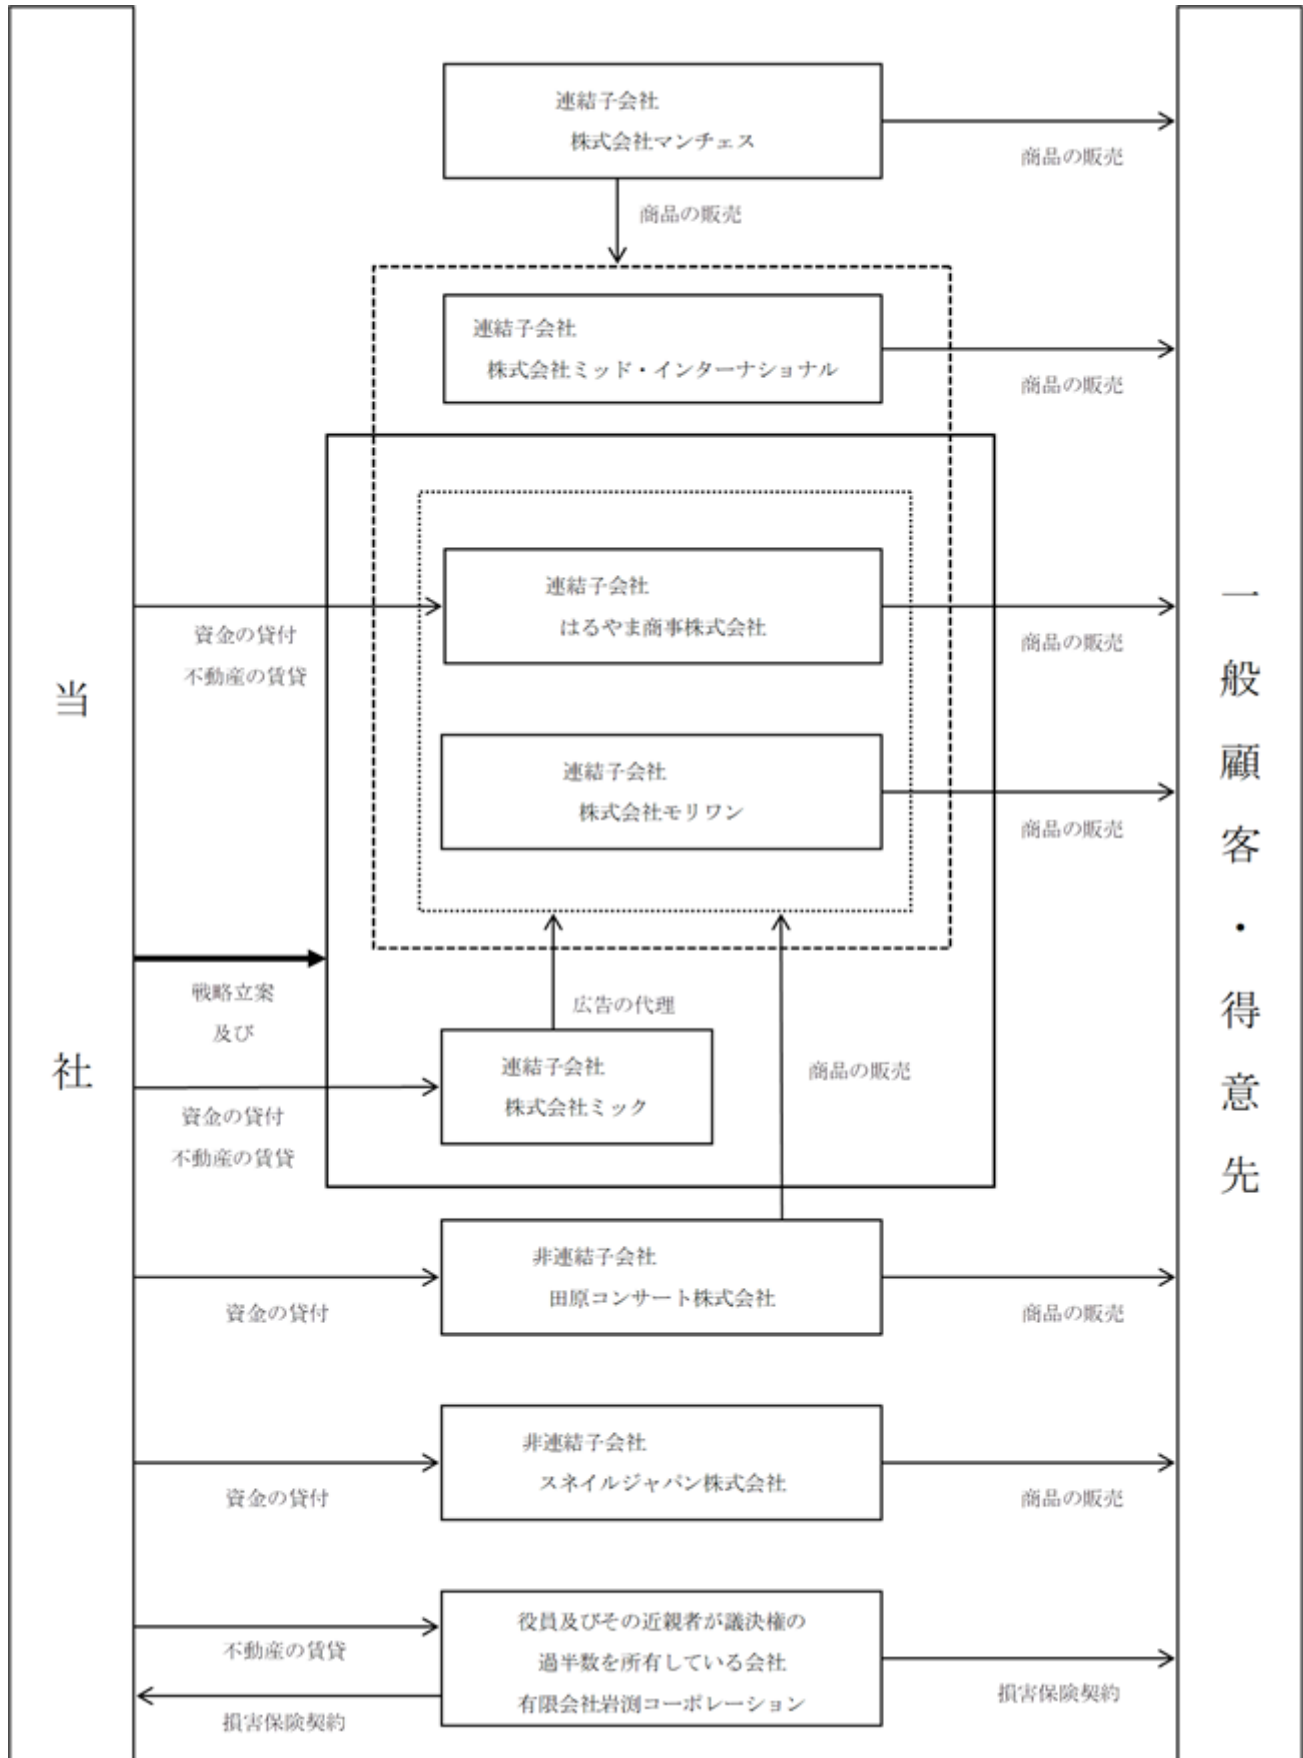 当社
連結子会社
株式会社マンチェス
商品の販売
商品の販売
連結子会社
株式会社ミッド・インターナショナル
商品の販売
連結子会社
はるやま商事株式会社
資金の貸付
不動産の賃貸
商品の販売
連結子会社
株式会社モリワン
商品の販売
戦略立案
及び
広告の代理
連結子会社
株式会社ミック
資金の貸付
不動産の賃貸
商品の販売
非連結子会社
田原コンサート株式会社
資金の貸付
商品の販売
非連結子会社
スネイルジャパン株式会社
資金の貸付
商品の販売
役員及びその近親者が議決権の
過半数を所有している会社
有限会社岩渕コーポレーション
不動産の賃貸
損害保険契約
損害保険契約
一般顧客・得意先